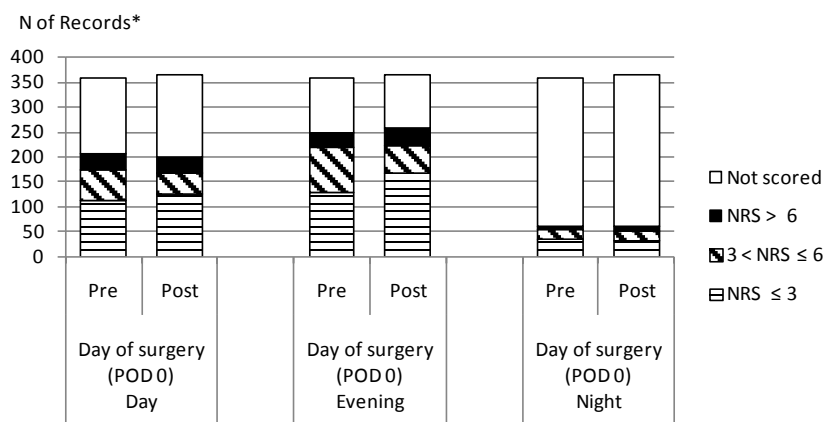 N of Records*
400
350
300
250
200
150
100
50
0
Not scored
NRS > 6
3 < NRS ≤ 6
NRS ≤ 3
Pre Post Pre Post Pre Post
Day of surgery (POD 0) Day
Day of surgery (POD 0) Evening
Day of surgery (POD 0) Night